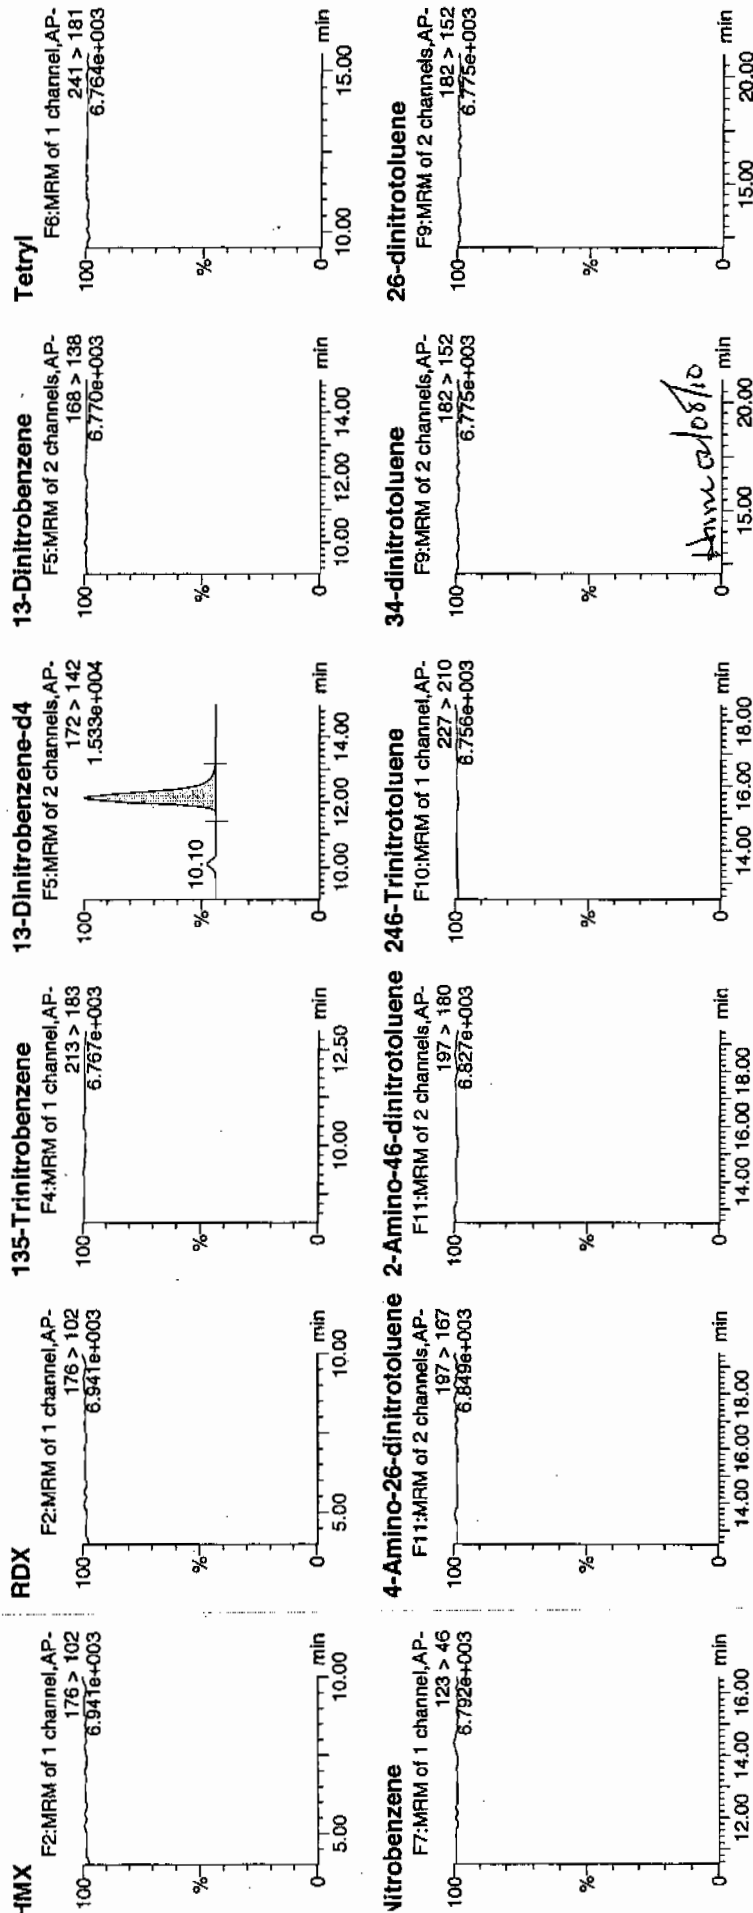 HMX
F2:MRM of 1 channel,AP-
176 > 102
6.941e+003
100
%
0
5.00
10.00
min
RDX
F2:MRM of 1 channel,AP-
176 > 102
6.941e+003
100
%
0
5.00
10.00
min
135-Trinitrobenzene
F4:MRM of 1 channel,AP-
213 > 183
6.767e+003
100
%
0
10.00
12.50
min
13-Dinitrobenzene-d4
F5:MRM of 2 channels,AP-
172 > 142
1.533e+004
100
%
10.10
0
10.00
12.00
14.00
min
13-Dinitrobenzene
F5:MRM of 2 channels,AP-
168 > 138
6.770e+003
100
%
0
10.00
12.00
14.00
min
Tetryl
F6:MRM of 1 channel,AP-
241 > 181
6.764e+003
100
%
0
10.00
15.00
min
Nitrobenzene
F7:MRM of 1 channel,AP-
123 > 46
6.792e+003
100
%
0
12.00
14.00
16.00
min
4-Amino-26-dinitrotoluene
F11:MRM of 2 channels,AP-
197 > 167
6.849e+003
100
%
0
14.00
16.00
18.00
min
2-Amino-46-dinitrotoluene
F11:MRM of 2 channels,AP-
197 > 180
6.827e+003
100
%
0
14.00
16.00
18.00
min
246-Trinitrotoluene
F10:MRM of 1 channel,AP-
227 > 210
6.756e+003
100
%
0
14.00
16.00
18.00
min
34-dinitrotoluene
F9:MRM of 2 channels,AP-
182 > 152
6.775e+003
100
%
0
15.00
20.00
min
26-dinitrotoluene
F9:MRM of 2 channels,AP-
182 > 152
6.775e+003
100
%
0
15.00
20.00
min